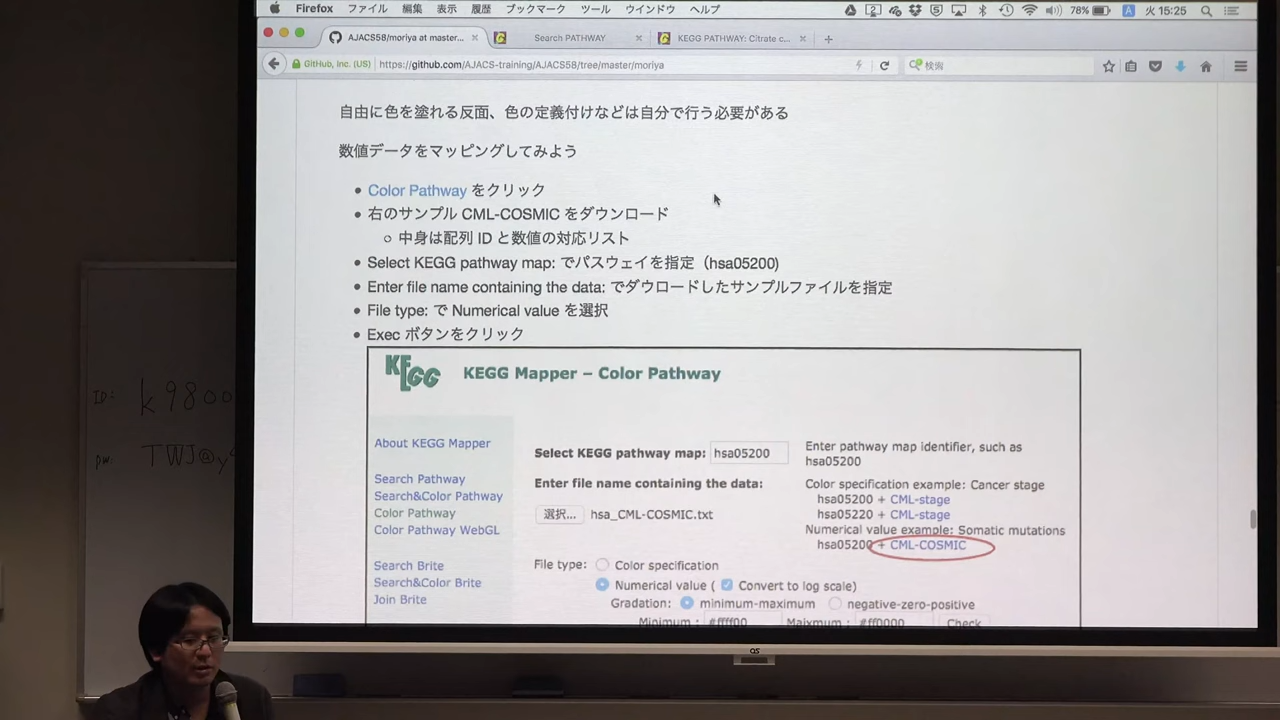 Firefox ファイル 編集 表示 履歴 ブックマーク ツール ウインドウ ヘルプ 78% A 火 15:25
AJACS58/moriya at master... Search PATHWAY KEGG PATHWAY: Citrate c...
GitHub, Inc. (US) https://github.com/AJACS-training/AJACS58/tree/master/moriya 検索
自由に色を塗れる反面、色の定義付けなどは自分で行う必要がある
数値データをマッピングしてみよう
Color Pathway をクリック
右のサンプル CML-COSMIC をダウンロード
中身は配列 ID と数値の対応リスト
Select KEGG pathway map: でパスウェイを指定（hsa05200)
Enter file name containing the data: でダウロードしたサンプルファイルを指定
File type: で Numerical value を選択
Exec ボタンをクリック
KEGG KEGG Mapper – Color Pathway
About KEGG Mapper
Search Pathway
Search&Color Pathway
Color Pathway
Color Pathway WebGL
Search Brite
Search&Color Brite
Join Brite
Select KEGG pathway map: hsa05200
Enter file name containing the data:
選択... hsa_CML-COSMIC.txt
File type: Color specification
Numerical value ( Convert to log scale)
Gradation: minimum-maximum negative-zero-positive
Minimum : #ffff00 Maixmum : #ff0000 Check
Enter pathway map identifier, such as
hsa05200
Color specification example: Cancer stage
hsa05200 + CML-stage
hsa05220 + CML-stage
Numerical value example: Somatic mutations
hsa05200 + CML-COSMIC
ID: k9800
pw: TWJ@y